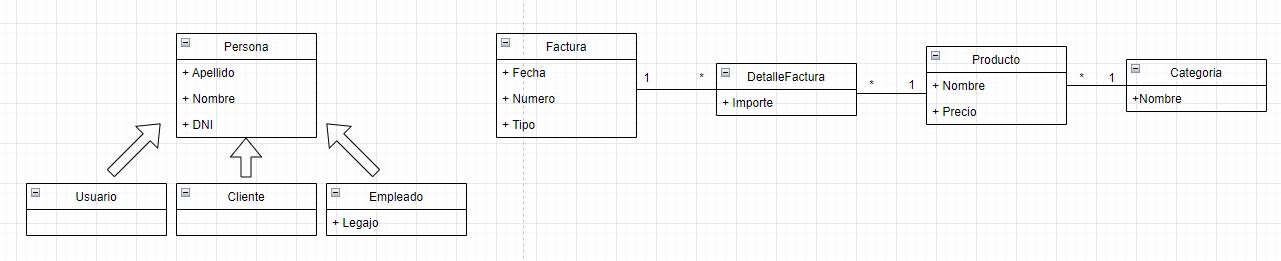 Persona
+ Apellido
+ Nombre
+ DNI
Usuario
Cliente
Empleado
+ Legajo
Factura
+ Fecha
+ Numero
+ Tipo
1
*
DetalleFactura
+ Importe
*
1
Producto
+ Nombre
+ Precio
*
1
Categoria
+Nombre